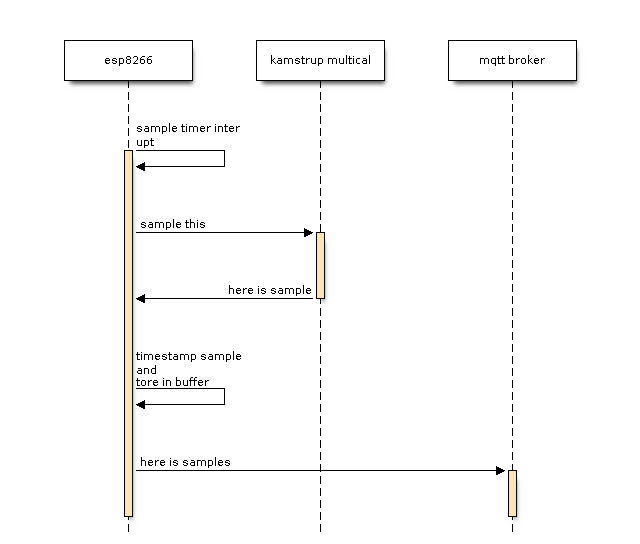 esp8266
kamstrup multical
mqtt broker
sample timer inter
upt
sample this
here is sample
timestamp sample
and
tore in buffer
here is samples